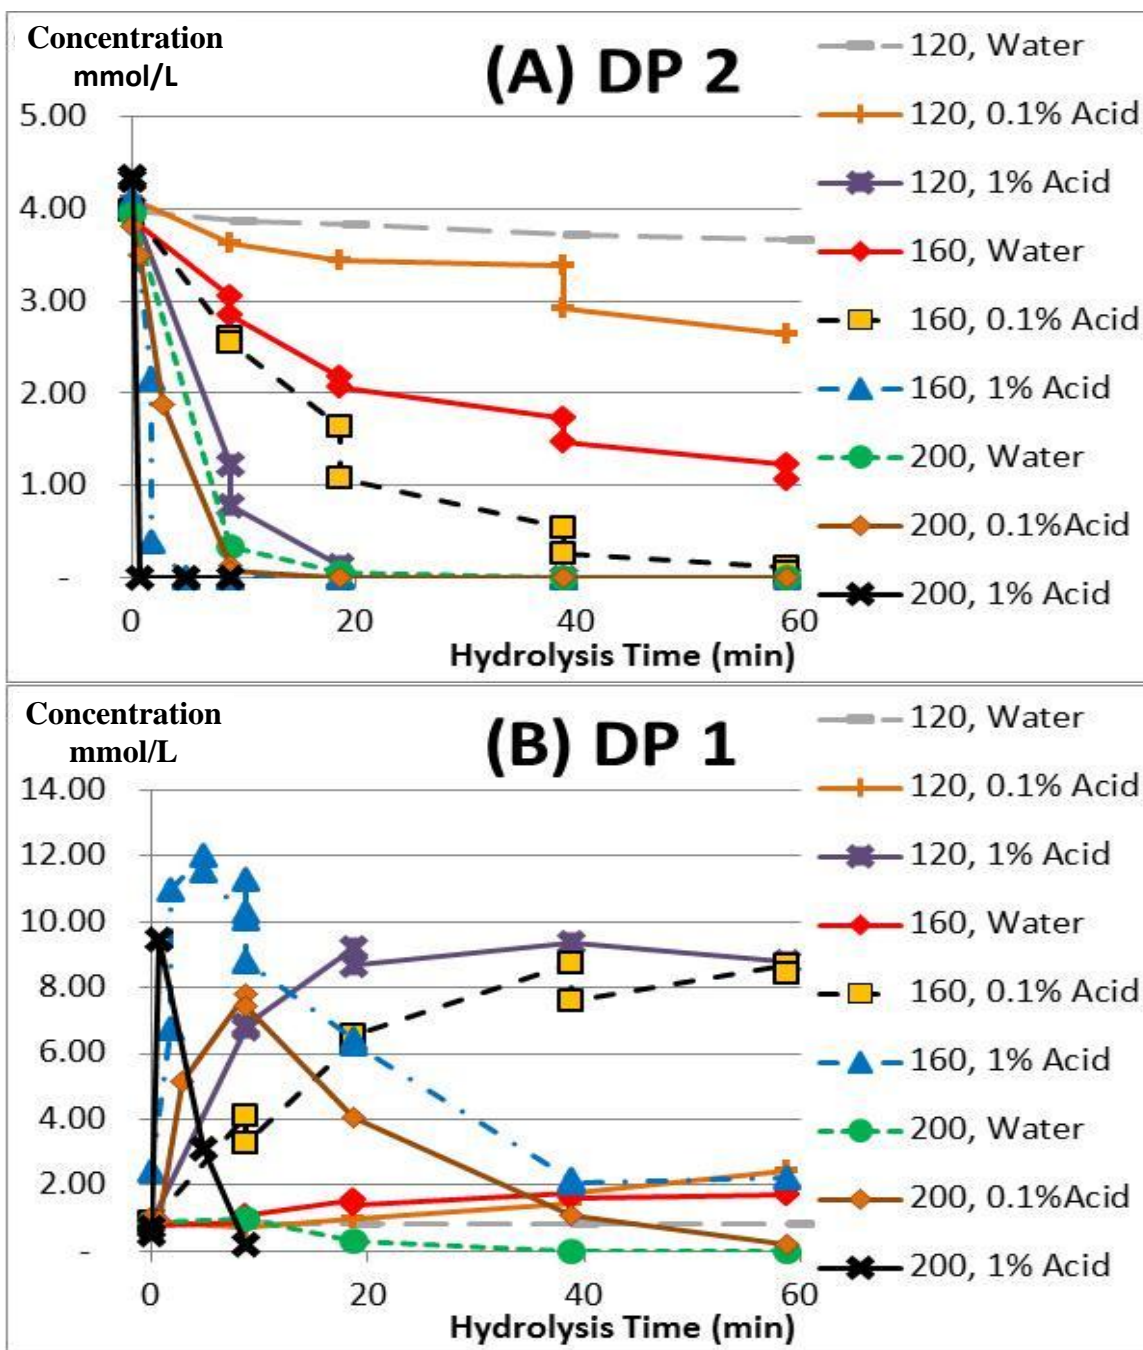 Concentration
mmol/L
(A) DP 2
5.00
4.00
3.00
2.00
1.00
-
0
20
40
60
Hydrolysis Time (min)
120, Water
120, 0.1% Acid
120, 1% Acid
160, Water
160, 0.1% Acid
160, 1% Acid
200, Water
200, 0.1%Acid
200, 1% Acid
Concentration
mmol/L
(B) DP 1
14.00
12.00
10.00
8.00
6.00
4.00
2.00
-
0
20
40
60
Hydrolysis Time (min)
120, Water
120, 0.1% Acid
120, 1% Acid
160, Water
160, 0.1% Acid
160, 1% Acid
200, Water
200, 0.1%Acid
200, 1% Acid